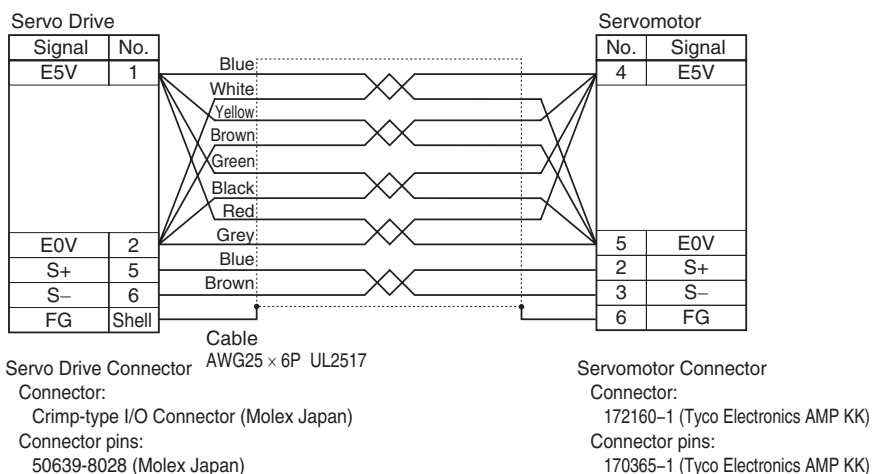 Servo Drive
Servomotor
Signal No.
No. Signal
E5V 1
4 E5V
Blue
White
Yellow
Brown
Green
Black
Red
Grey
E0V 2
5 E0V
Blue
S+ 5
2 S+
Brown
S− 6
3 S−
FG Shell
6 FG
Cable
AWG25 × 6P UL2517
Servo Drive Connector
Connector:
Crimp-type I/O Connector (Molex Japan)
Connector pins:
50639-8028 (Molex Japan)
Servomotor Connector
Connector:
172160−1 (Tyco Electronics AMP KK)
Connector pins:
170365−1 (Tyco Electronics AMP KK)